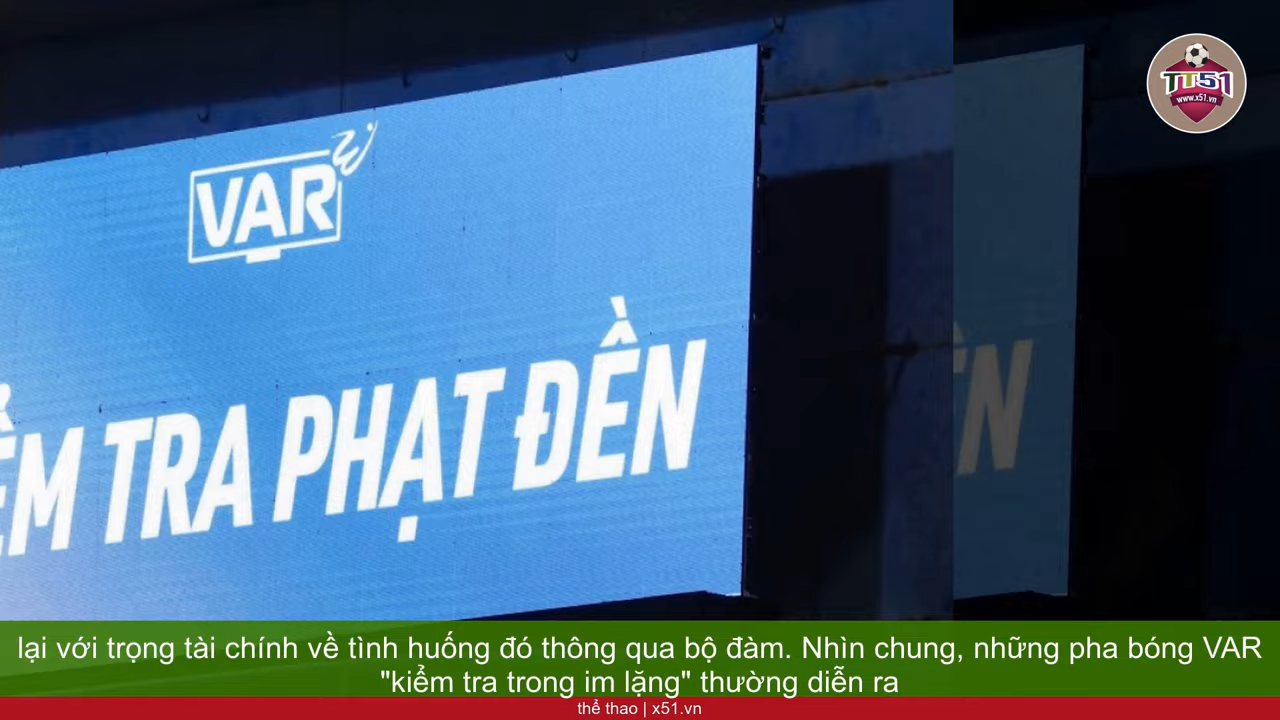 TT51
www.x51.vn
VAR
ỂM TRA PHẠT ĐỀN
ỀN
lại với trọng tài chính về tình huống đó thông qua bộ đàm. Nhìn chung, những pha bóng VAR
"kiểm tra trong im lặng" thường diễn ra
thể thao | x51.vn